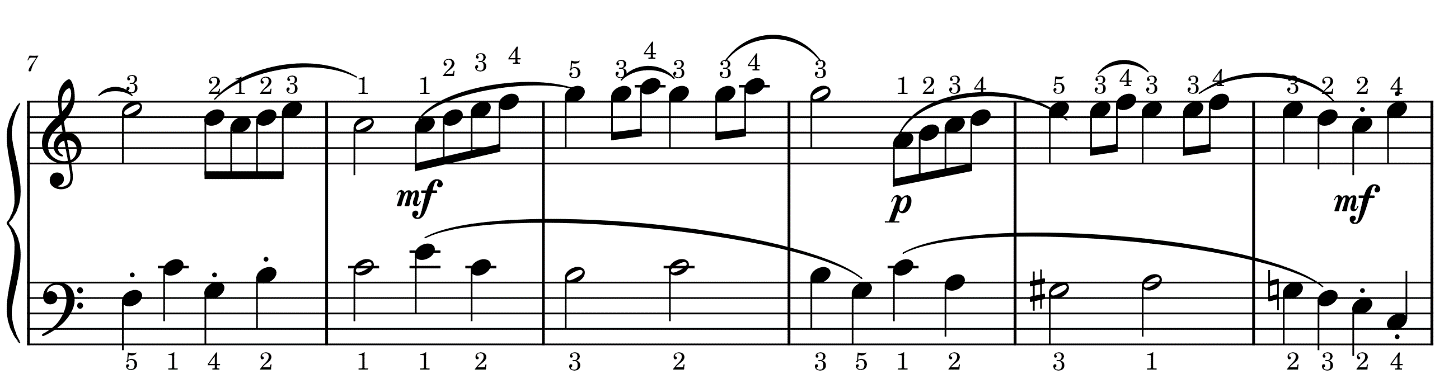 7
3 2 1 2 3 1 1 2 3 4 5 3 4 3 3 4 3 1 2 3 4 5 3 4 3 3 4 3 2 2 4
mf p mf
5 1 4 2 1 1 2 3 2 3 5 1 2 3 1 2 3 2 4